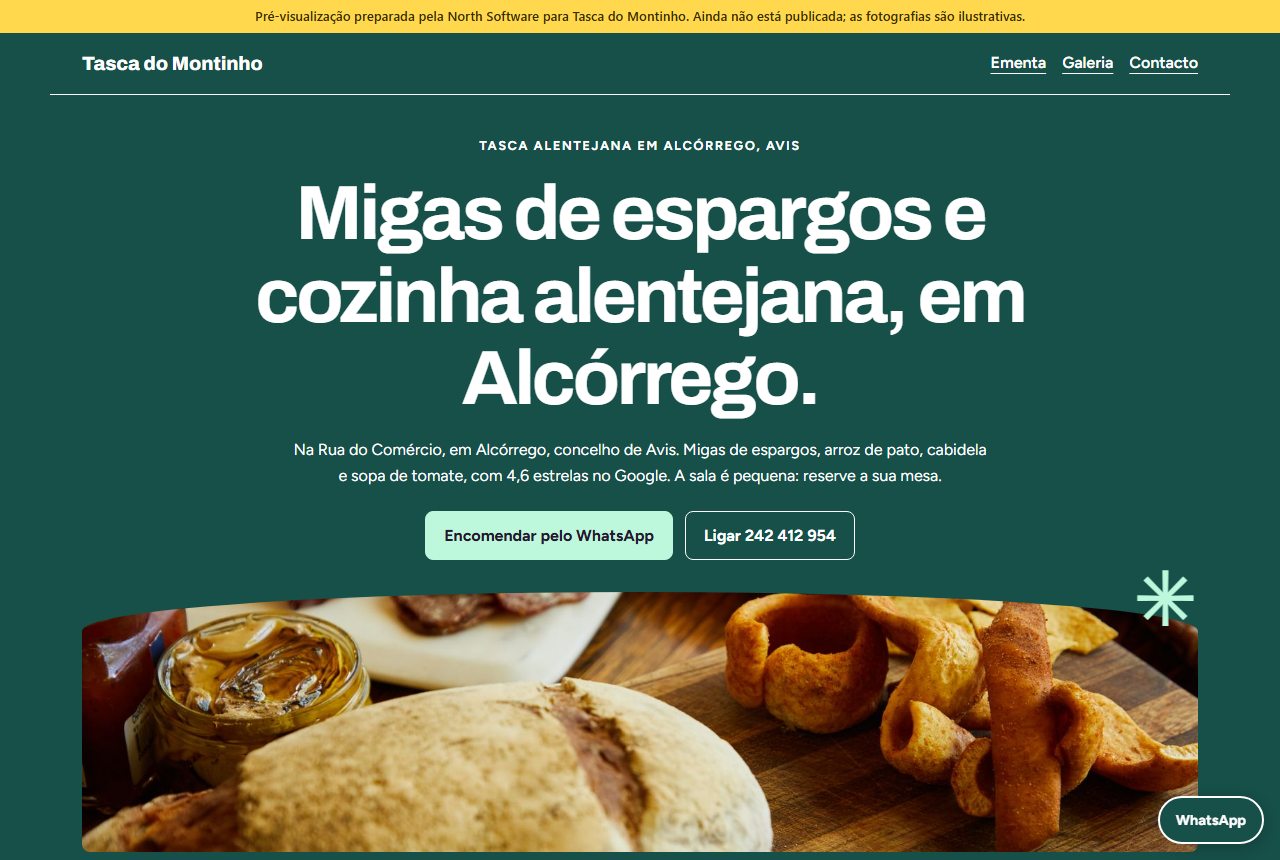 Pré-visualização preparada pela North Software para Tasca do Montinho. Ainda não está publicada; as fotografias são ilustrativas.
Tasca do Montinho
Ementa Galeria Contacto
TASCA ALENTEJANA EM ALCÓRREGO, AVIS
Migas de espargos e
cozinha alentejana, em
Alcórrego.
Na Rua do Comércio, em Alcórrego, concelho de Avis. Migas de espargos, arroz de pato, cabidela
e sopa de tomate, com 4,6 estrelas no Google. A sala é pequena: reserve a sua mesa.
Encomendar pelo WhatsApp
Ligar 242 412 954
WhatsApp